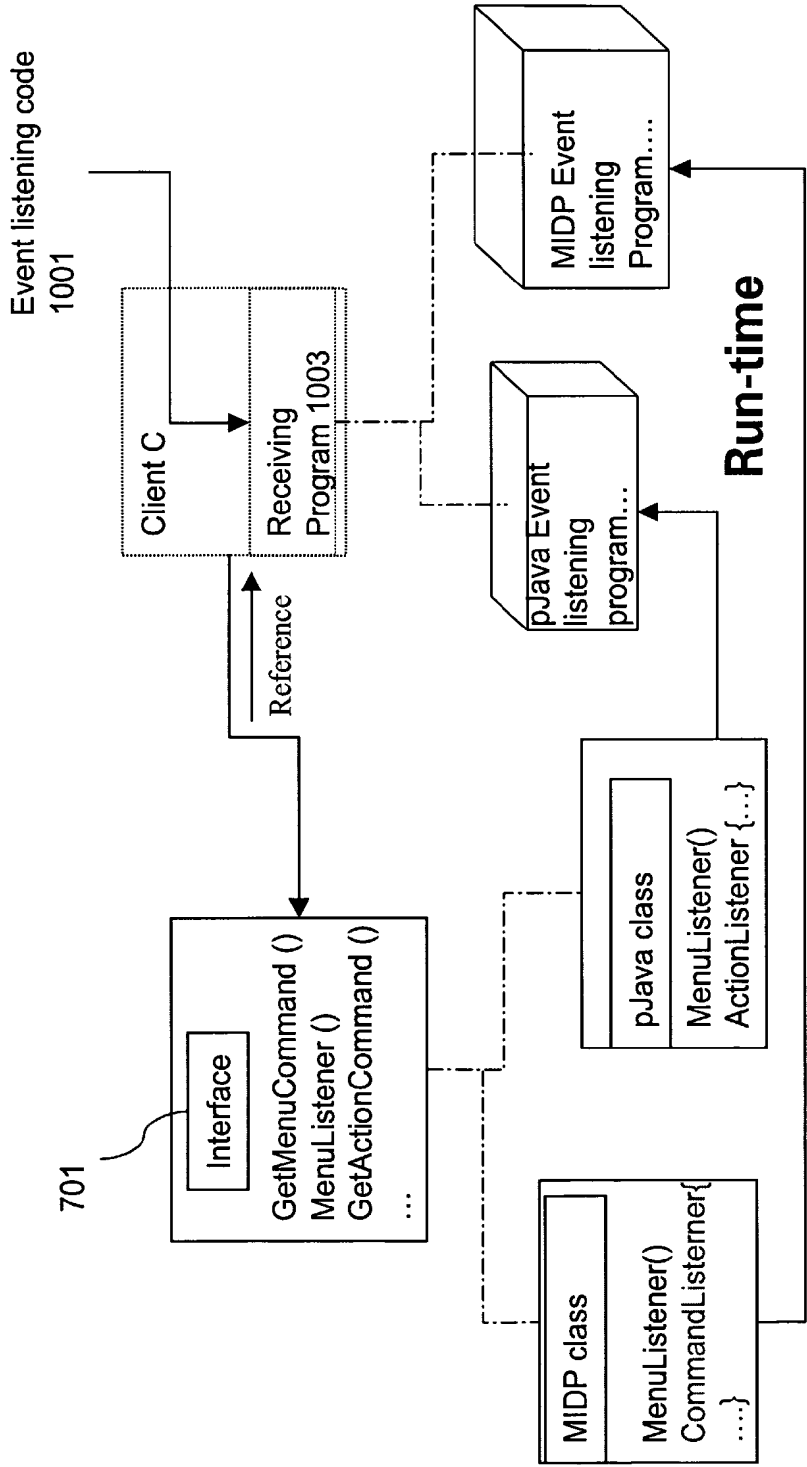 Event listening code
1001
Client C
Receiving
Program 1003
Reference
701
Interface
GetMenuCommand ()
MenuListener ()
GetActionCommand ()
...
MIDP class
MenuListener()
CommandListerner{
....}
pJava class
MenuListener()
ActionListener {...}
pJava Event
listening
program...
MIDP Event
listening
Program....
Run-time